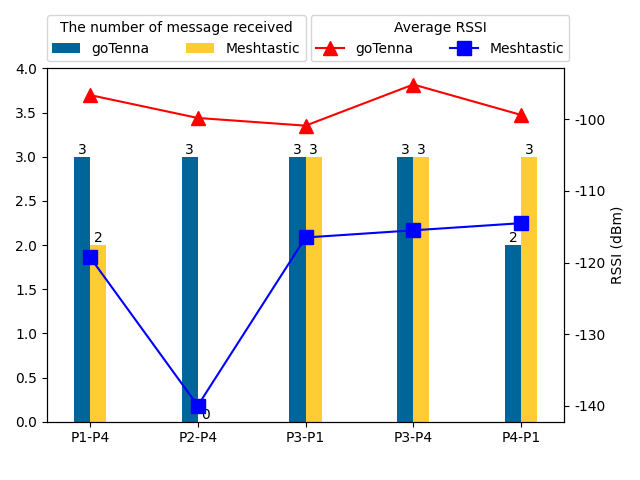 The number of message received
goTenna Meshtastic
Average RSSI
goTenna Meshtastic
4.0
3.5
3.0
2.5
2.0
1.5
1.0
0.5
0.0
3 2 3 0 3 3 3 3 2 3
-100
-110
-120
-130
-140
RSSI (dBm)
P1-P4 P2-P4 P3-P1 P3-P4 P4-P1